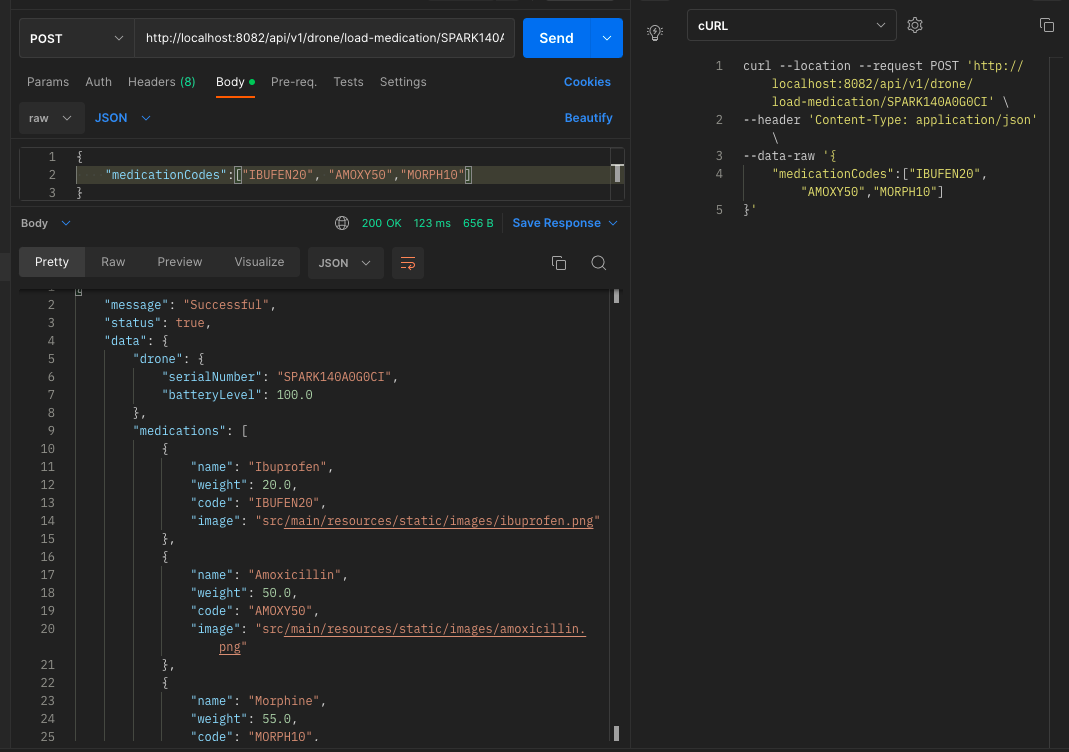 POST http://localhost:8082/api/v1/drone/load-medication/SPARK140A Send
Params Auth Headers (8) Body Pre-req. Tests Settings Cookies
raw JSON Beautify
1 {
2 "medicationCodes":["IBUFEN20", "AMOXY50","MORPH10"]
3 }
Body 200 OK 123 ms 656 B Save Response
Pretty Raw Preview Visualize JSON
2 "message": "Successful",
3 "status": true,
4 "data": {
5 "drone": {
6 "serialNumber": "SPARK140A0G0CI",
7 "batteryLevel": 100.0
8 },
9 "medications": [
10 {
11 "name": "Ibuprofen",
12 "weight": 20.0,
13 "code": "IBUFEN20",
14 "image": "src/main/resources/static/images/ibuprofen.png"
15 },
16 {
17 "name": "Amoxicillin",
18 "weight": 50.0,
19 "code": "AMOXY50",
20 "image": "src/main/resources/static/images/amoxicillin.
png"
21 },
22 {
23 "name": "Morphine",
24 "weight": 55.0,
25 "code": "MORPH10",
cURL
1 curl --location --request POST 'http://
localhost:8082/api/v1/drone/
load-medication/SPARK140A0G0CI' \
2 --header 'Content-Type: application/json'
\
3 --data-raw '{
4 "medicationCodes":["IBUFEN20",
"AMOXY50","MORPH10"]
5 }'